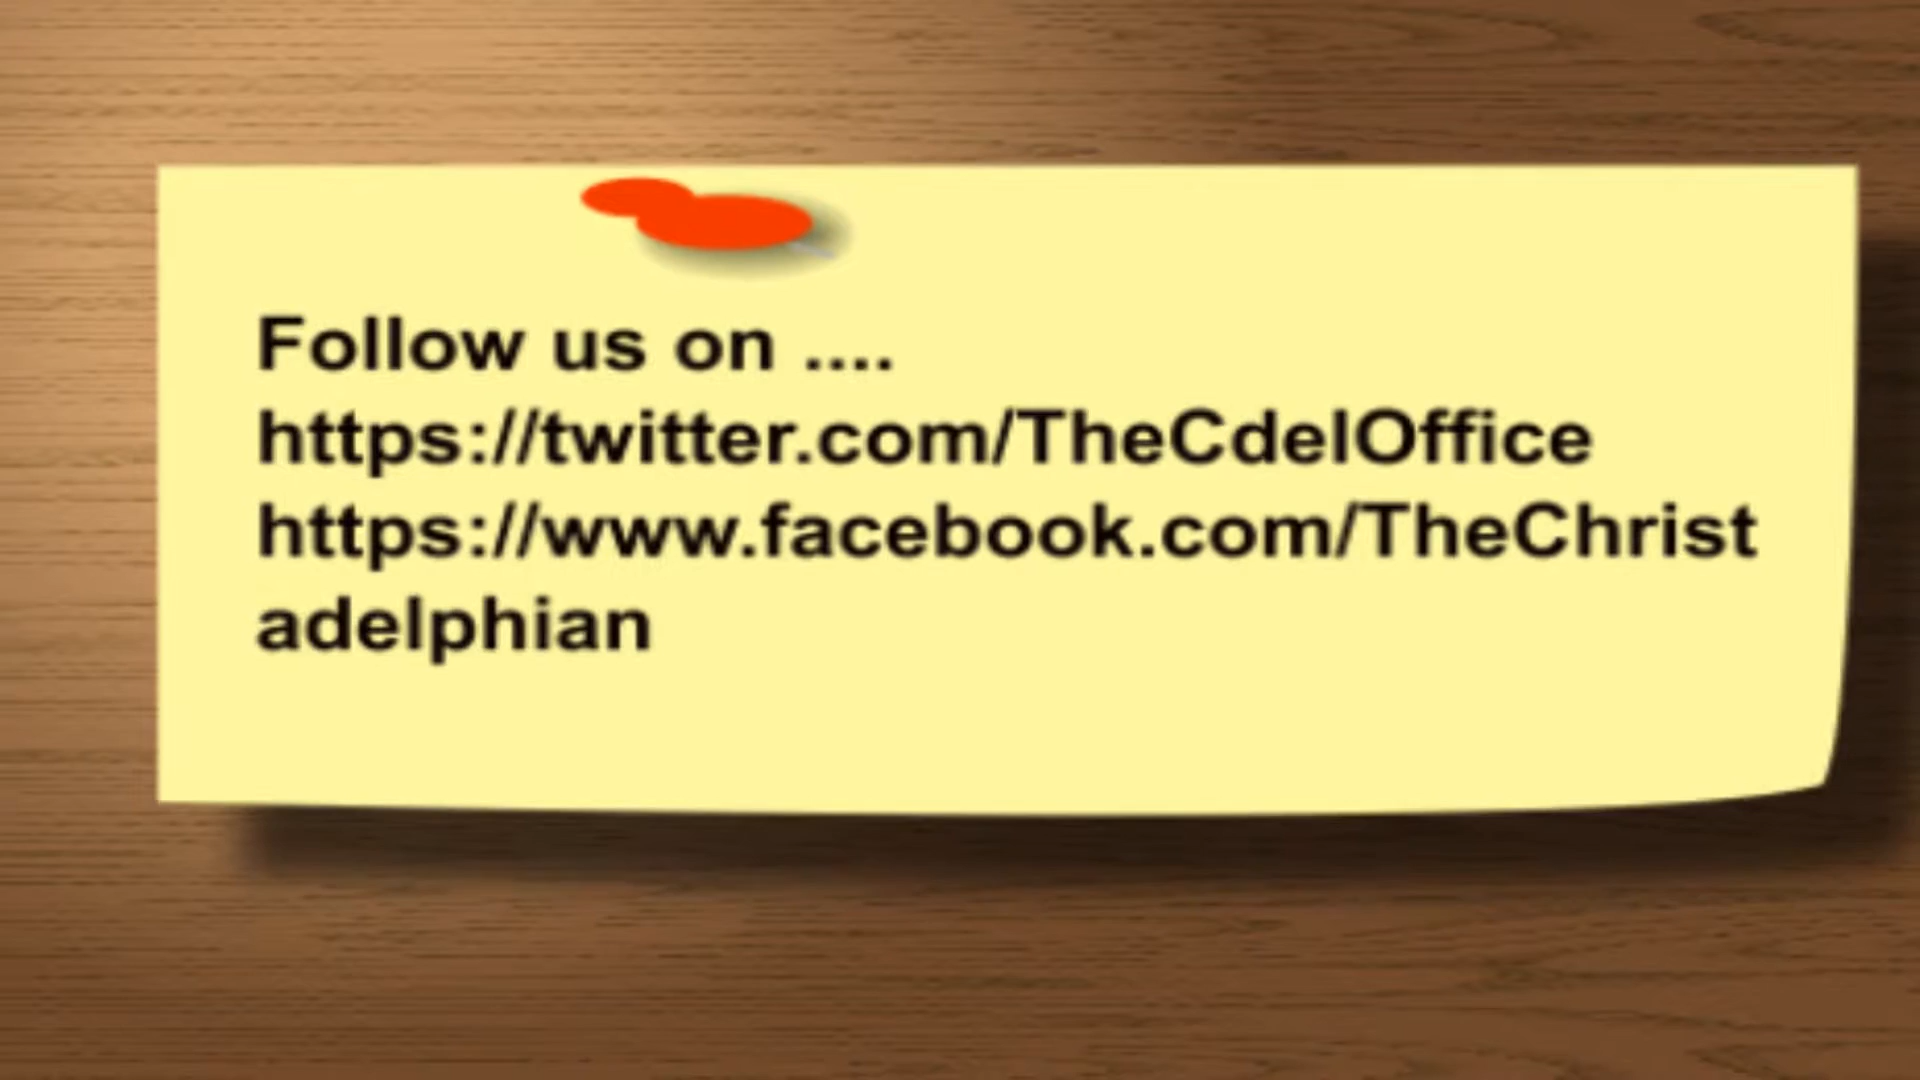 Follow us on ....
https://twitter.com/TheCdelOffice
https://www.facebook.com/TheChrist
adelphian